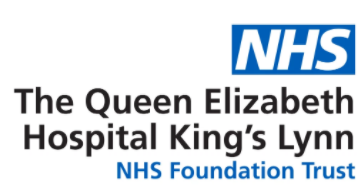 NHS
The Queen Elizabeth
Hospital King's Lynn
NHS Foundation Trust